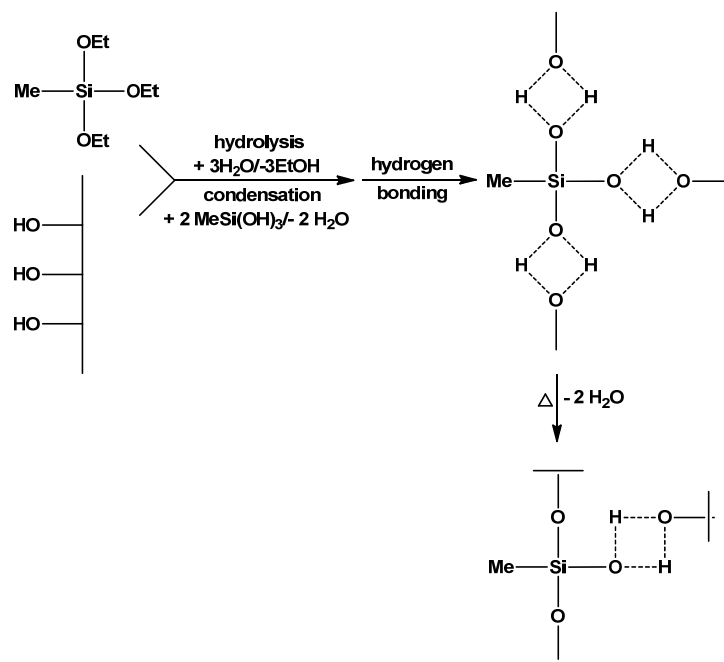 OEt
Me Si OEt
OEt
HO
HO
HO
hydrolysis
+ 3H₂O/-3EtOH
condensation
+ 2 MeSi(OH)₃/- 2 H₂O
hydrogen
bonding
O
H H
O
H
Me Si O O
H
O
H H
O
△ - 2 H₂O
O H O
Me Si O H
O